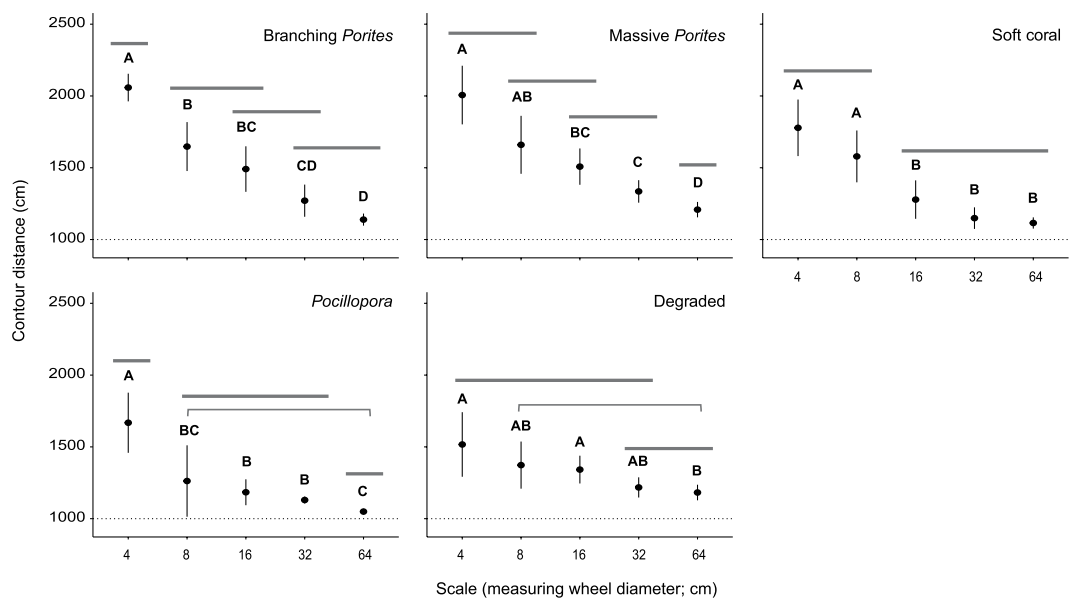 Contour distance (cm)
2500
2000
1500
1000
Branching Porites
A
B
BC
CD
D
Massive Porites
A
AB
BC
C
D
Soft coral
A
A
B
B
B
4 8 16 32 64
2500
2000
1500
1000
Pocillopora
A
BC
B
B
C
4 8 16 32 64
Degraded
A
AB
A
AB
B
4 8 16 32 64
Scale (measuring wheel diameter; cm)